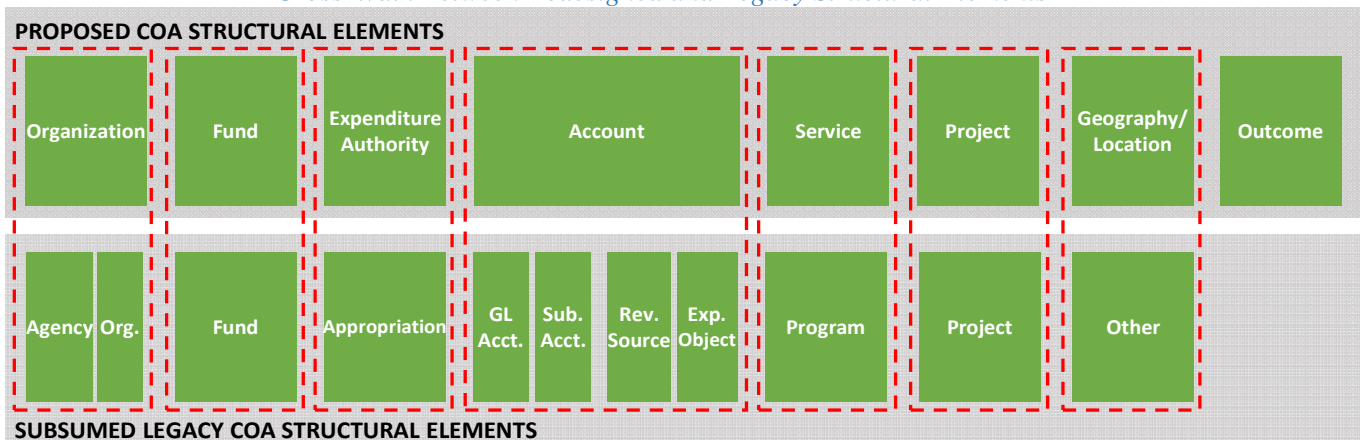 PROPOSED COA STRUCTURAL ELEMENTS
Organization
Fund
Expenditure
Authority
Account
Service
Project
Geography/
Location
Outcome
Agency
Org.
Fund
Appropriation
GL
Acct.
Sub.
Acct.
Rev.
Source
Exp.
Object
Program
Project
Other
SUBSUMED LEGACY COA STRUCTURAL ELEMENTS